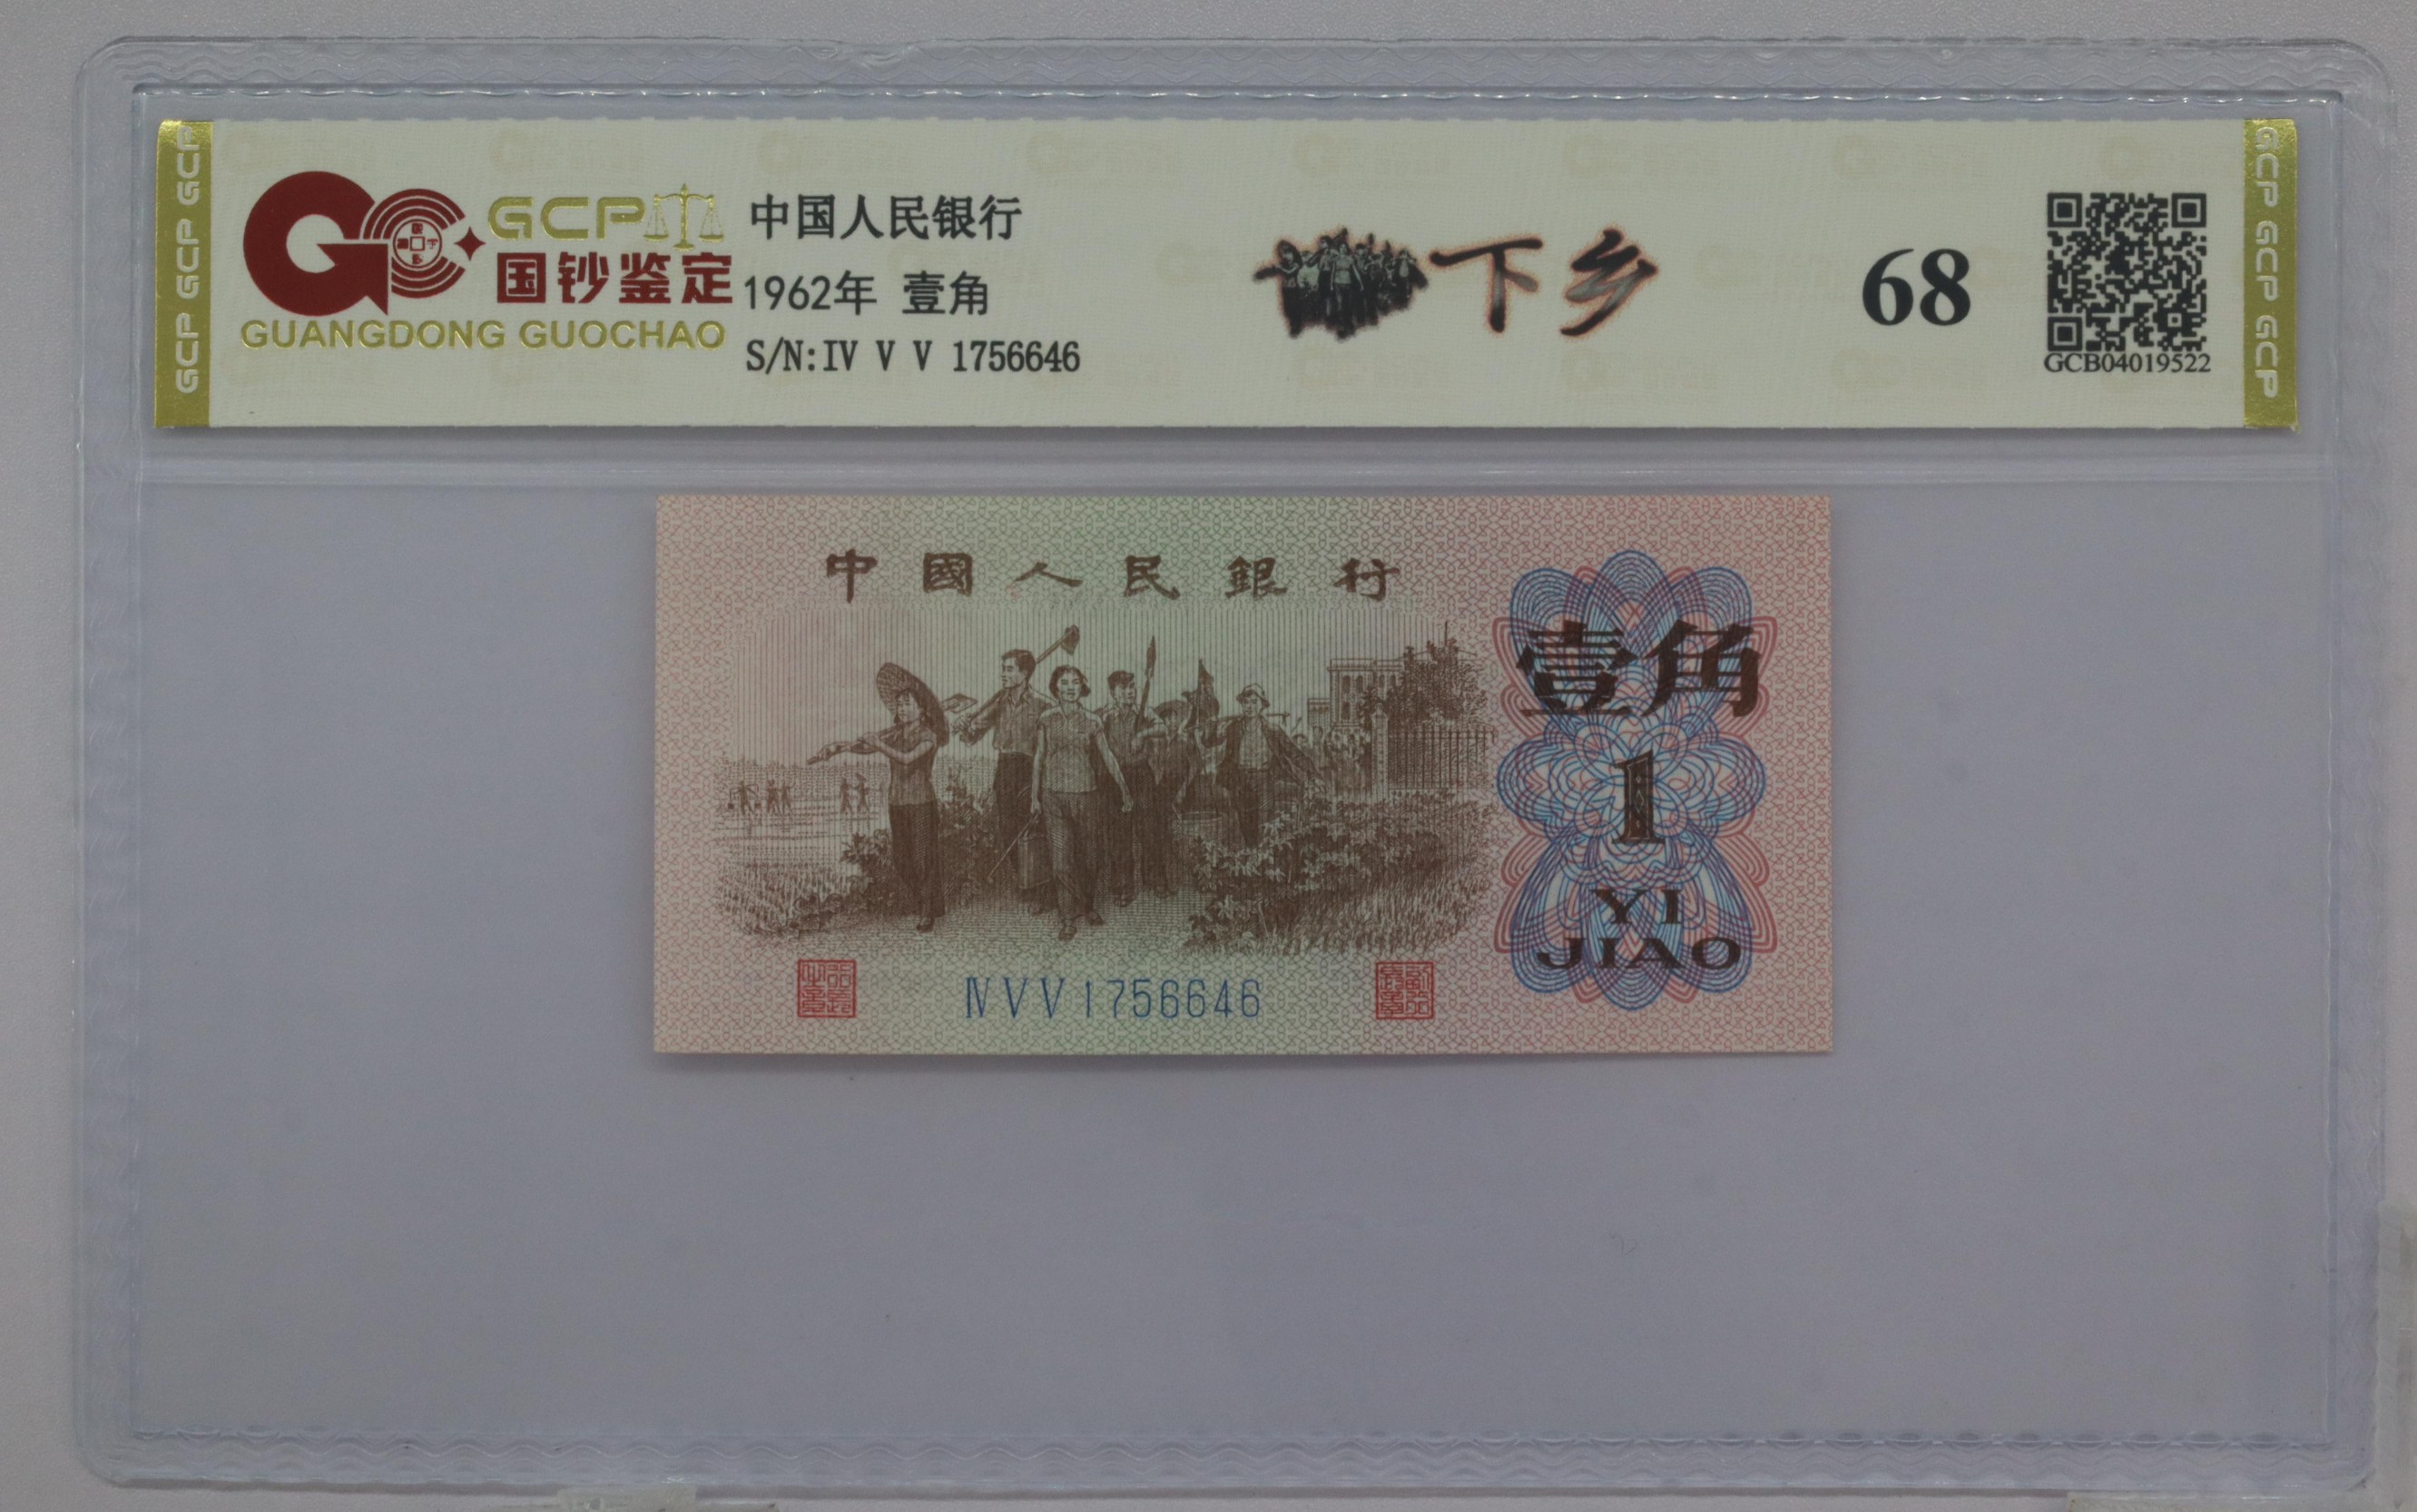 GCP GCP GCP
GCP
国钞鉴定
GUANGDONG GUOCHAO
中国人民银行
1962年 壹角
S/N:IV V V 1756646
下乡
68
GCB04019522
GCP GCP GCP
中國人民銀行
壹角
1
YI
JIAO
IV V V 1756646